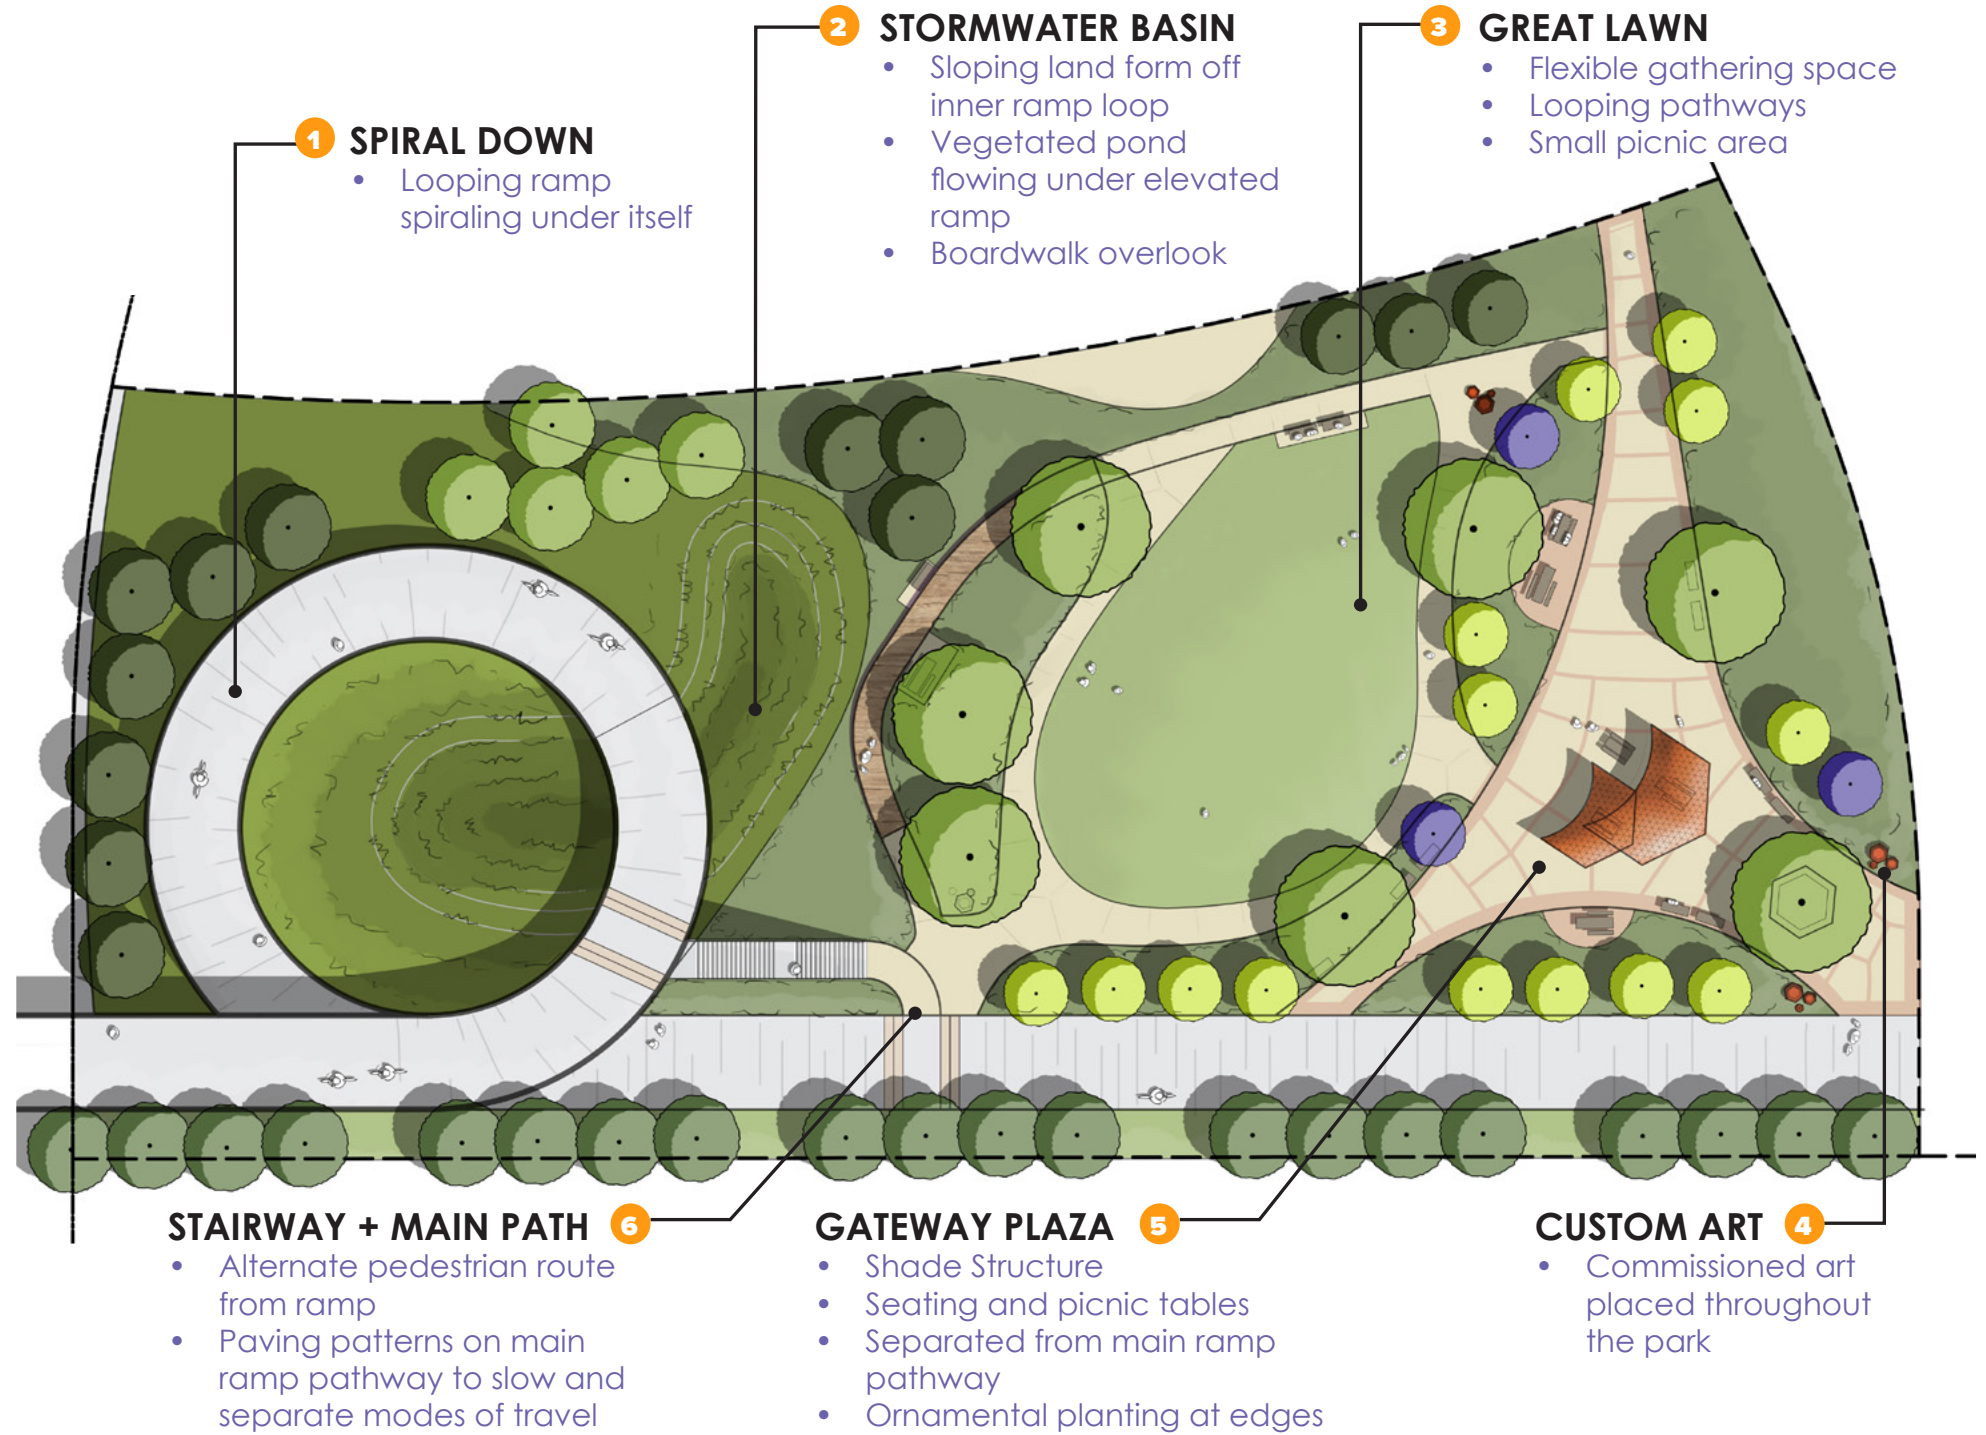 1 SPIRAL DOWN
• Looping ramp
spiraling under itself
2 STORMWATER BASIN
• Sloping land form off
inner ramp loop
• Vegetated pond
flowing under elevated
ramp
• Boardwalk overlook
3 GREAT LAWN
• Flexible gathering space
• Looping pathways
• Small picnic area
STAIRWAY + MAIN PATH 6
• Alternate pedestrian route
from ramp
• Paving patterns on main
ramp pathway to slow and
separate modes of travel
GATEWAY PLAZA 5
• Shade Structure
• Seating and picnic tables
• Separated from main ramp
pathway
• Ornamental planting at edges
CUSTOM ART 4
• Commissioned art
placed throughout
the park